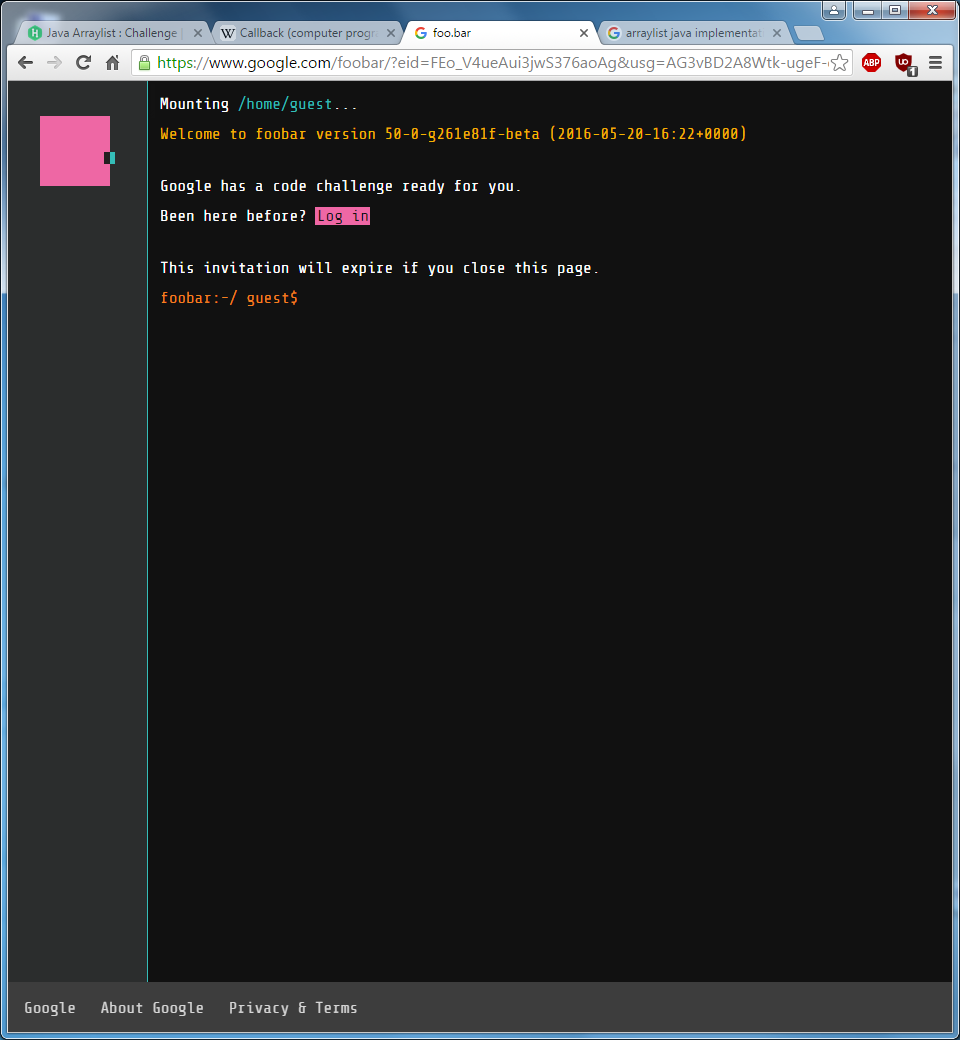 Java Arraylist : Challenge |
Callback (computer progr
foo.bar
arraylist java implementat
https://www.google.com/foobar/?eid=FEo_V4ueAui3jwS376aoAg&usg=AG3vBD2A8Wtk-ugeF-
ABP
UO
1
Mounting /home/guest...
Welcome to foobar version 50-0-g261e81f-beta (2016-05-20-16:22+0000)
Google has a code challenge ready for you.
Been here before? Log in
This invitation will expire if you close this page.
foobar:~/ guest$
Google About Google Privacy & Terms